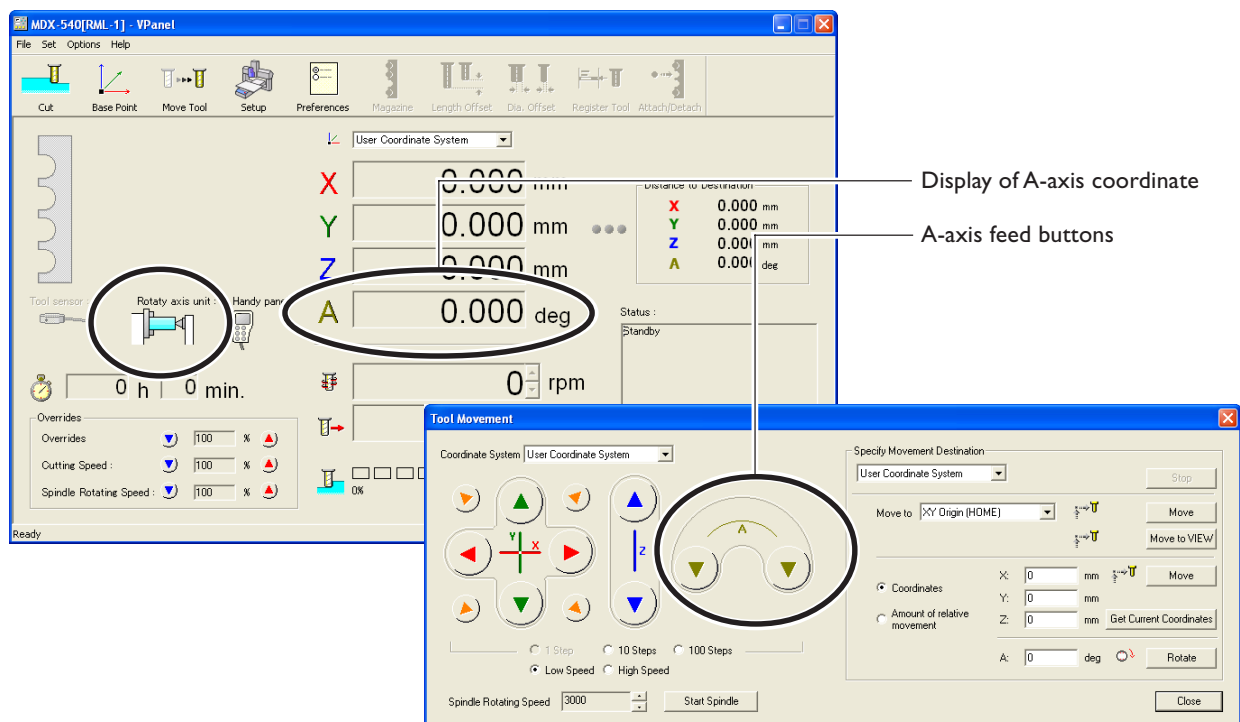 MDX-540[RML-1] - VPanel
File Set Options Help
Cut Base Point Move Tool Setup Preferences Magazine Length Offset Dia. Offset Register Tool Attach/Detach
User Coordinate System
X 0.000 mm
Y 0.000 mm
Z 0.000 mm
A 0.000 deg
Distance to Destination
X 0.000 mm
Y 0.000 mm
Z 0.000 mm
A 0.000 deg
Display of A-axis coordinate
A-axis feed buttons
Tool sensor : Rotaty axis unit : Handy pane
Status :
Standby
0 h 0 min.
0 rpm
Overrides
Overrides 100 %
Cutting Speed : 100 %
Spindle Rotating Speed : 100 %
0%
Ready
Tool Movement
Coordinate System User Coordinate System
Y X
Z
A
1 Step 10 Steps 100 Steps
Low Speed High Speed
Spindle Rotating Speed 3000 Start Spindle
Specify Movement Destination
User Coordinate System
Stop
Move to XY Origin (HOME) Move
Move to VIEW
Coordinates
Amount of relative
movement
X: 0 mm Move
Y: 0 mm
Z: 0 mm Get Current Coordinates
A: 0 deg Rotate
Close